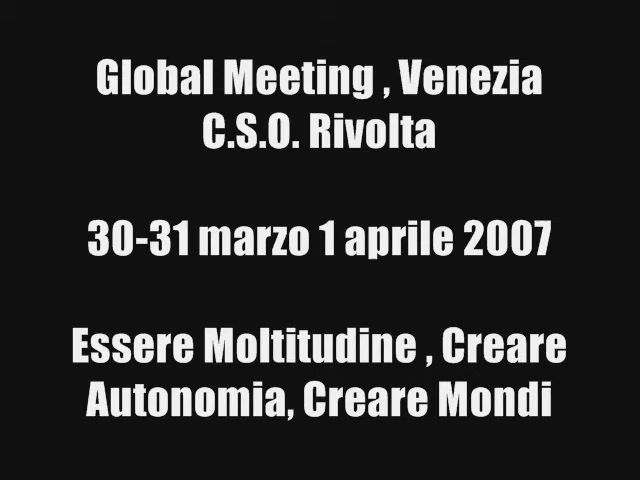 Global Meeting , Venezia
C.S.O. Rivolta
30-31 marzo 1 aprile 2007
Essere Moltitudine , Creare
Autonomia, Creare Mondi